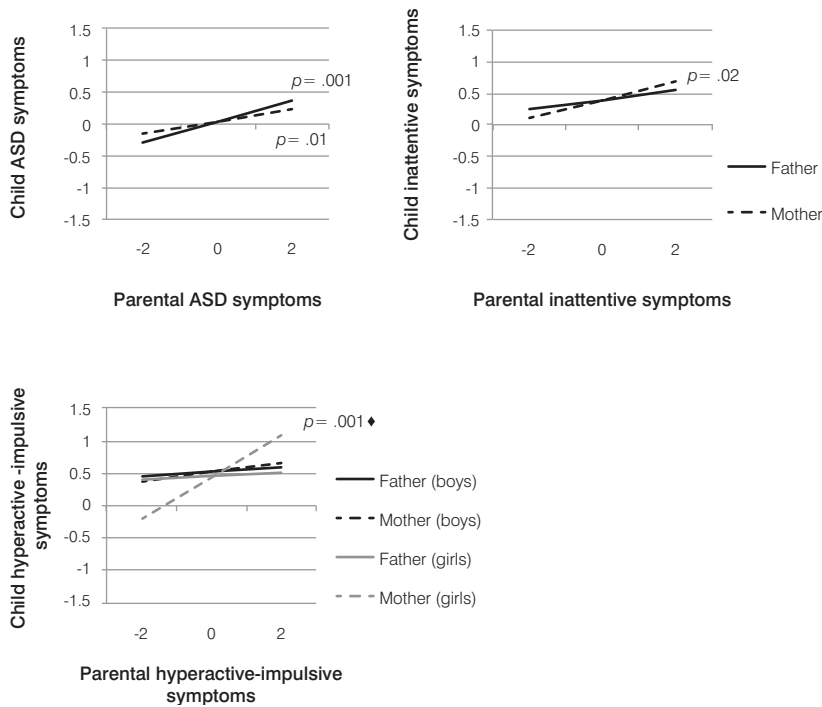 Child ASD symptoms
1.5
1
0.5
0
-0.5
-1
-1.5
p= .001
p= .01
-2 0 2
Parental ASD symptoms
Child inattentive symptoms
1.5
1
0.5
0
-0.5
-1
-1.5
p= .02
-2 0 2
Parental inattentive symptoms
Father
Mother
Child hyperactive -impulsive
symptoms
1.5
1
0.5
0
-0.5
-1
-1.5
p= .001♦
-2 0 2
Parental hyperactive-impulsive
symptoms
Father (boys)
Mother (boys)
Father (girls)
Mother (girls)